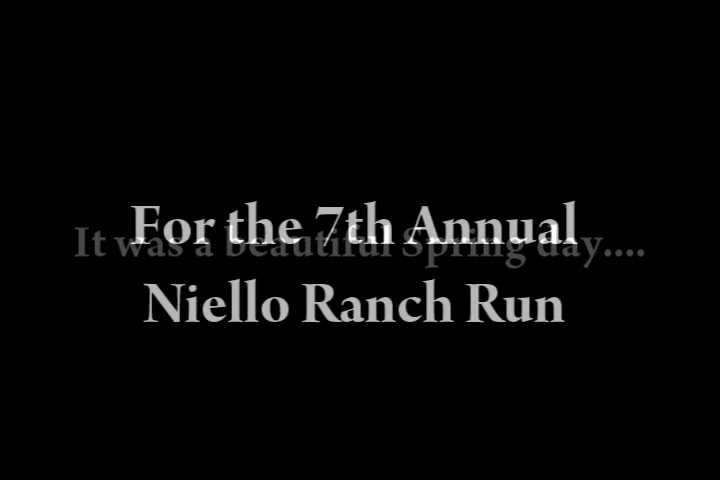 It was a beautiful Spring day....
For the 7th Annual
Niello Ranch Run